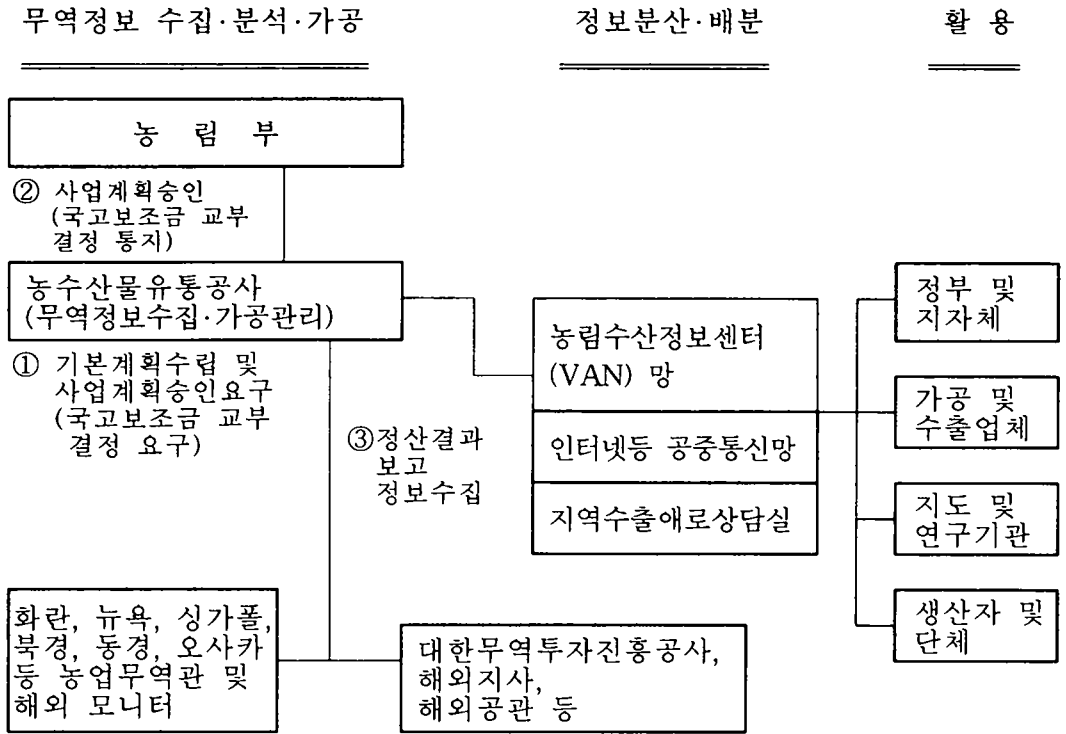 무역정보 수집·분석·가공
정보분산·배분
활 용
농 림 부
② 사업계획승인
(국고보조금 교부
결정 통지)
농수산물유통공사
(무역정보수집·가공관리)
① 기본계획수립 및
사업계획승인요구
(국고보조금 교부
결정 요구)
③정산결과
보고
정보수집
화란, 뉴욕, 싱가폴,
북경, 동경, 오사카
등 농업무역관 및
해외 모니터
대한무역투자진흥공사,
해외지사,
해외공관 등
농림수산정보센터
(VAN) 망
인터넷등 공중통신망
지역수출애로상담실
정부 및
지자체
가공 및
수출업체
지도 및
연구기관
생산자 및
단체